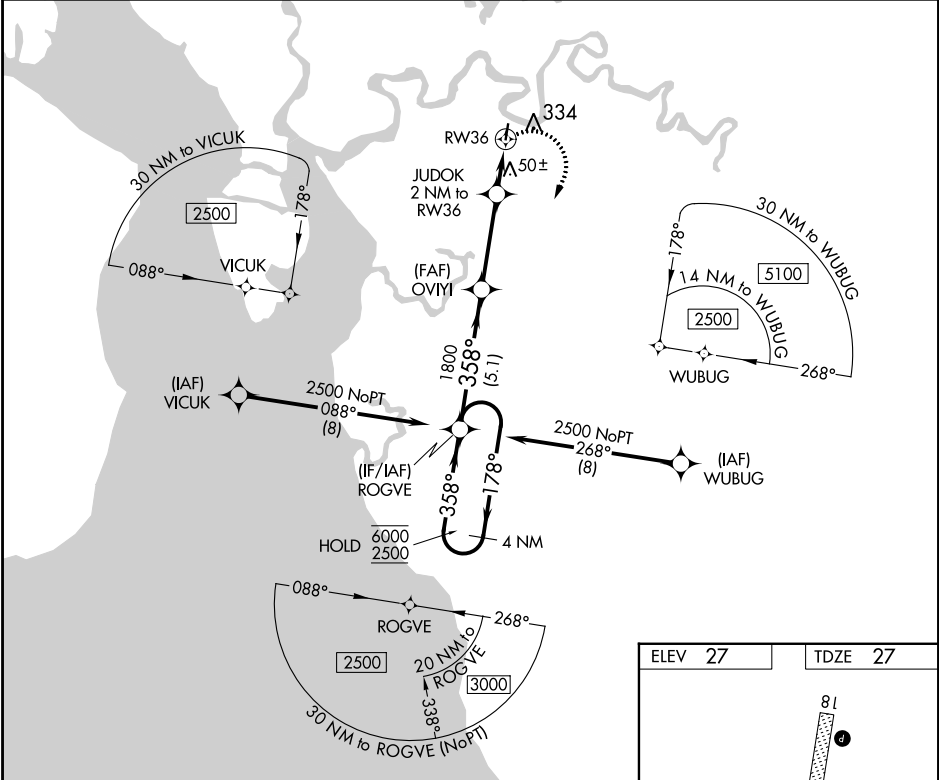 334
RW36
50±
JUDOK
2 NM to
RW36
30 NM to VICUK
2500
178°
088°
VICUK
30 NM to WUBUG
178°
5100
14 NM to WUBUG
2500
268°
WUBUG
(FAF)
OVIYI
1800
358°
(5.1)
(IAF)
VICUK
2500 NoPT
088°
(8)
2500 NoPT
268°
(8)
(IAF)
WUBUG
(IF/IAF)
ROGVE
358°
178°
HOLD
6000
2500
4 NM
088°
268°
ROGVE
2500
20 NM to
ROGVE
3000
338°
30 NM to ROGVE (NoPT)
ELEV 27
TDZE 27
18
P